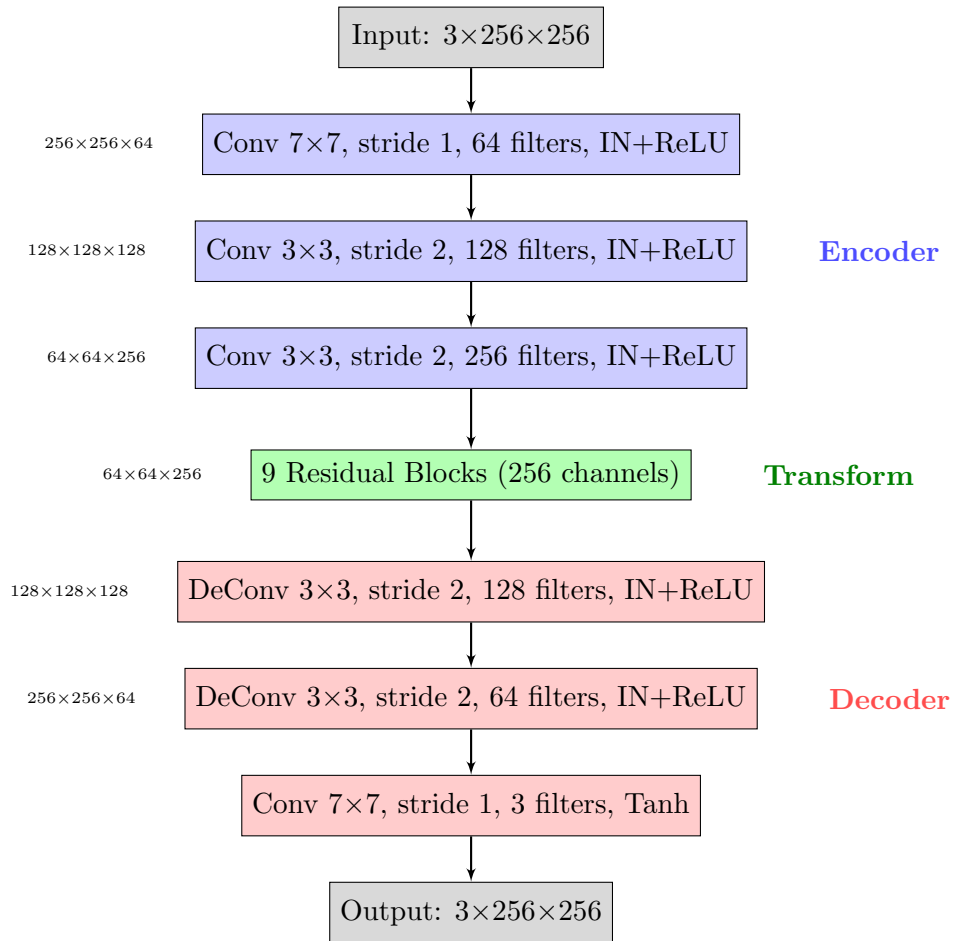 Input: 3×256×256
256×256×64
Conv 7×7, stride 1, 64 filters, IN+ReLU
128×128×128
Conv 3×3, stride 2, 128 filters, IN+ReLU
Encoder
64×64×256
Conv 3×3, stride 2, 256 filters, IN+ReLU
64×64×256
9 Residual Blocks (256 channels)
Transform
128×128×128
DeConv 3×3, stride 2, 128 filters, IN+ReLU
256×256×64
DeConv 3×3, stride 2, 64 filters, IN+ReLU
Decoder
Conv 7×7, stride 1, 3 filters, Tanh
Output: 3×256×256